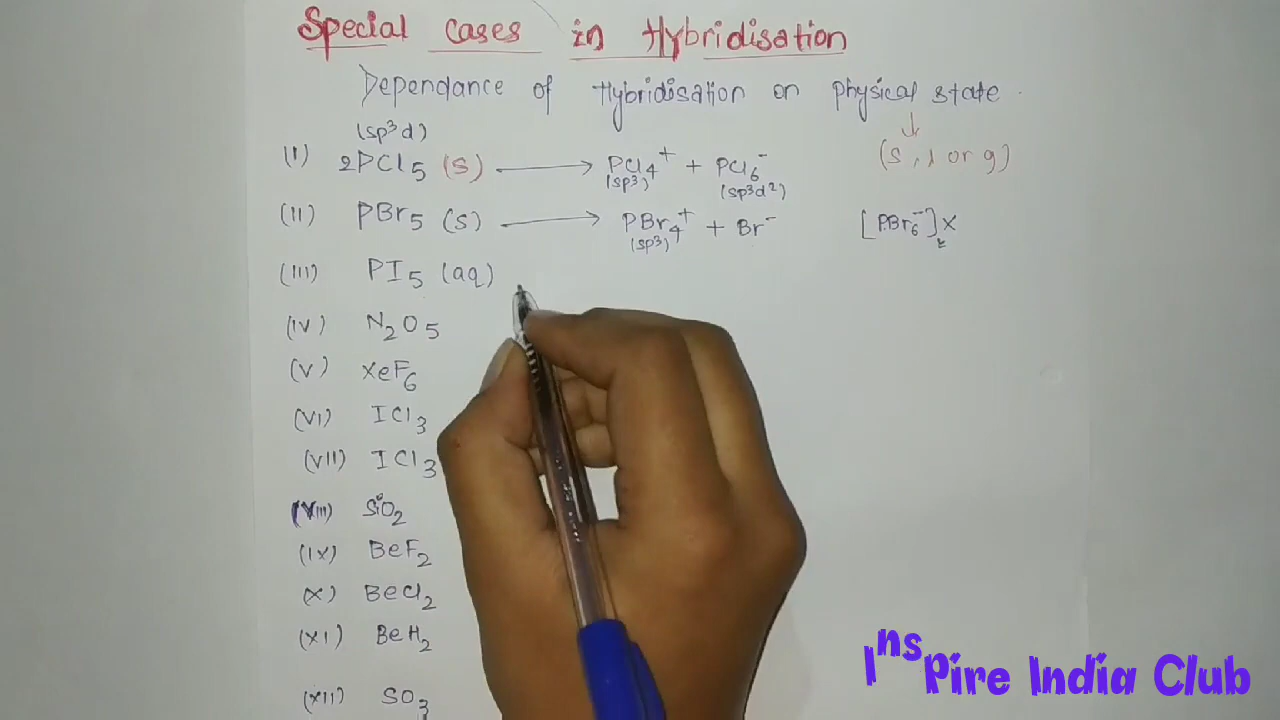 Special cases in Hybridisation
Dependance of Hybridisation on physical state.
(sp³d) ↓
(I) 2PCl₅ (s) ⟶ PCl₄⁺ + PCl₆⁻ (s, l or g)
(sp3) (sp³d²)
(II) PBr₅ (s) ⟶ PBr₄⁺ + Br⁻ [PBr₆⁻] x
(sp3)
(III) PI₅ (aq)
(IV) N₂O₅
(V) XeF₆
(VI) ICl₃
(VII) ICl₃
(VIII) SiO₂
(IX) BeF₂
(X) BeCl₂
(XI) BeH₂
(XII) SO₃
Inspire India Club